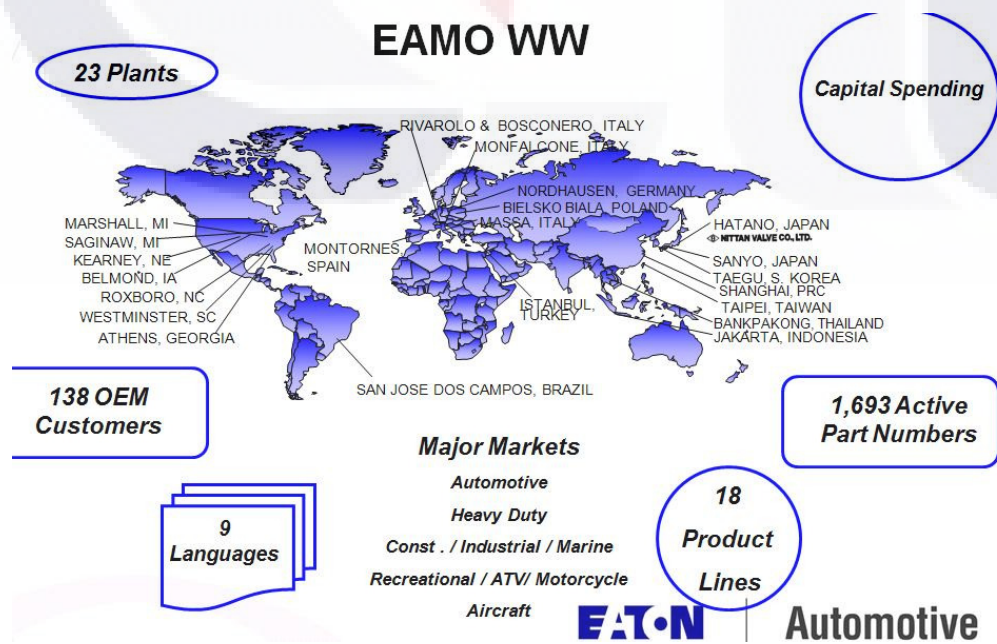 EAMO WW
23 Plants
Capital Spending
RIVAROLO & BOSCONERO, ITALY
MONFALCONE, ITALY
NORDHAUSEN, GERMANY
BIELSKO BIALA, POLAND
MASSA, ITALY
MARSHALL, MI
SAGINAW, MI
KEARNEY, NE
BELMOND, IA
ROXBORO, NC
WESTMINSTER, SC
ATHENS, GEORGIA
MONTORNES,
SPAIN
ISTANBUL,
TURKEY
HATANO, JAPAN
NITTAN VALVE CO., LTD.
SANYO, JAPAN
TAEGU, S. KOREA
SHANGHAI, PRC
TAIPEI, TAIWAN
BANKPAKONG, THAILAND
JAKARTA, INDONESIA
SAN JOSE DOS CAMPOS, BRAZIL
138 OEM
Customers
1,693 Active
Part Numbers
Major Markets
Automotive
Heavy Duty
Const . / Industrial / Marine
Recreational / ATV/ Motorcycle
Aircraft
9
Languages
18
Product
Lines
EATON
Automotive